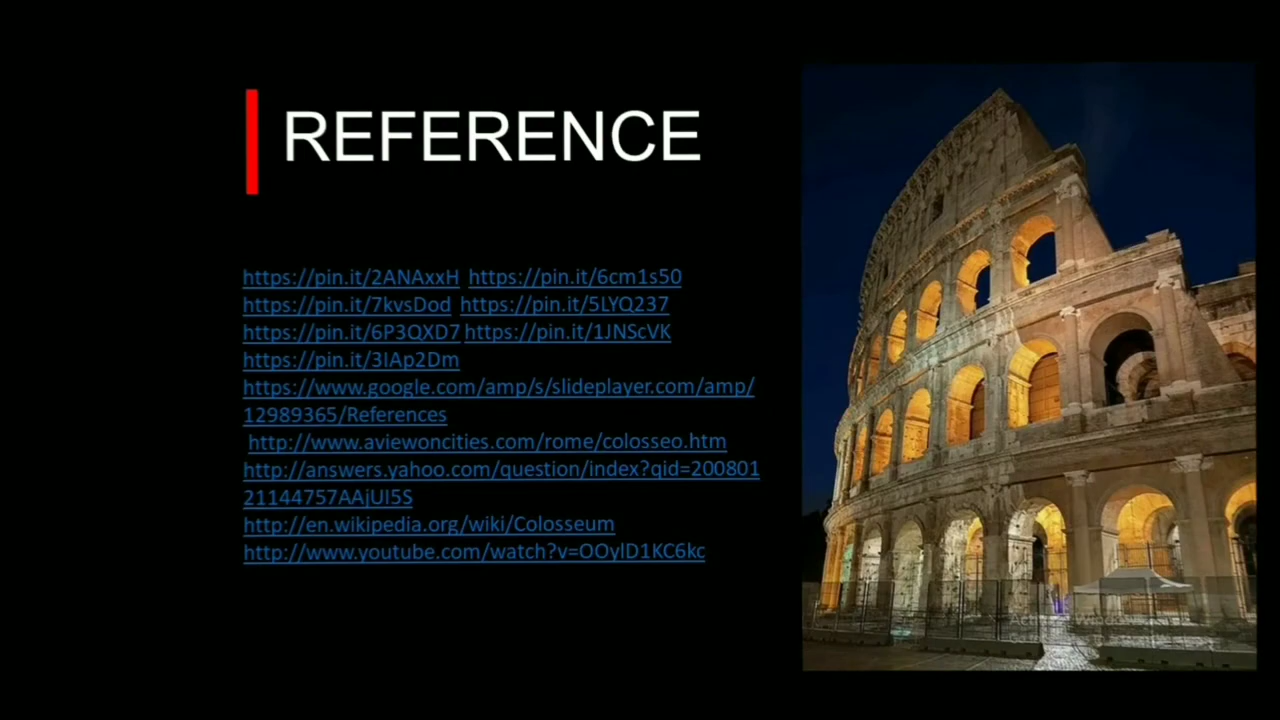 REFERENCE
https://pin.it/2ANAxxH https://pin.it/6cm1s50
https://pin.it/7kvsDod https://pin.it/5LYQ237
https://pin.it/6P3QXD7 https://pin.it/1JNScVK
https://pin.it/3IAp2Dm
https://www.google.com/amp/s/slideplayer.com/amp/
12989365/References
http://www.aviewoncities.com/rome/colosseo.htm
http://answers.yahoo.com/question/index?qid=200801
21144757AAjUI5S
http://en.wikipedia.org/wiki/Colosseum
http://www.youtube.com/watch?v=OOylD1KC6kc